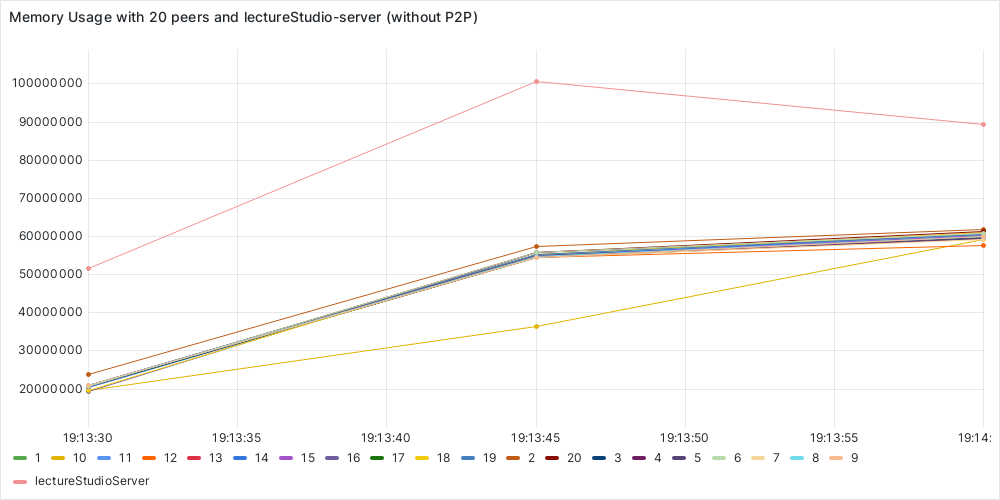 Memory Usage with 20 peers and lectureStudio-server (without P2P)
100000000
90000000
80000000
70000000
60000000
50000000
40000000
30000000
20000000
19:13:30 19:13:35 19:13:40 19:13:45 19:13:50 19:13:55 19:14:
1 10 11 12 13 14 15 16 17 18 19 2 20 3 4 5 6 7 8 9
lectureStudioServer